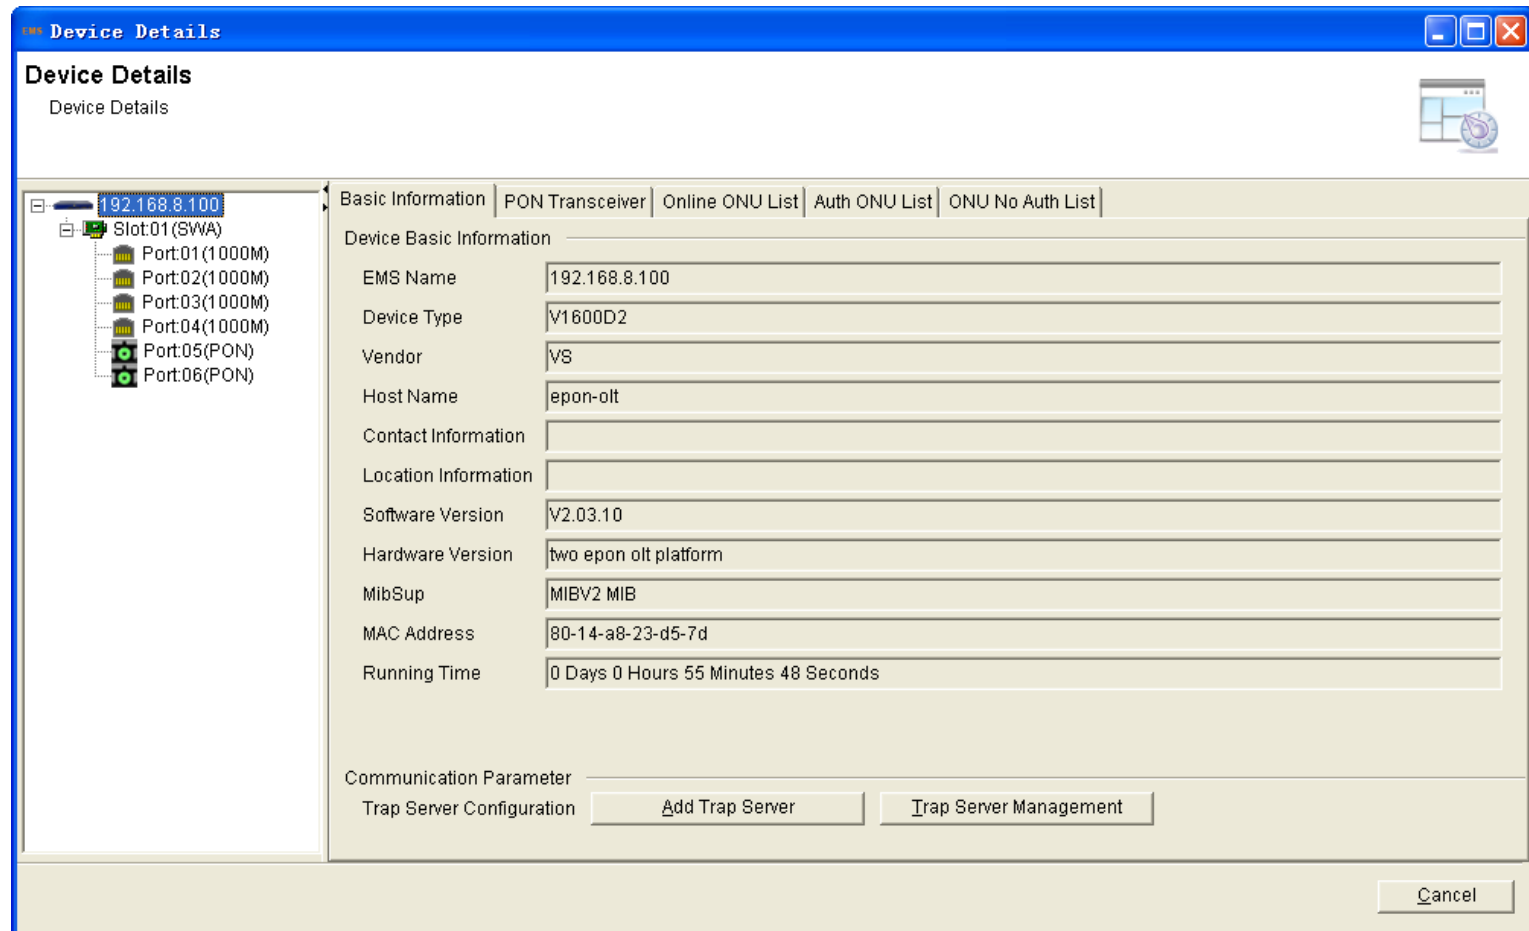 EMS Device Details
Device Details
Device Details
192.168.8.100
Slot:01(SWA)
Port:01(1000M)
Port:02(1000M)
Port:03(1000M)
Port:04(1000M)
Port:05(PON)
Port:06(PON)
Basic Information PON Transceiver Online ONU List Auth ONU List ONU No Auth List
Device Basic Information
EMS Name 192.168.8.100
Device Type V1600D2
Vendor VS
Host Name epon-olt
Contact Information
Location Information
Software Version V2.03.10
Hardware Version two epon olt platform
MibSup MIBV2 MIB
MAC Address 80-14-a8-23-d5-7d
Running Time 0 Days 0 Hours 55 Minutes 48 Seconds
Communication Parameter
Trap Server Configuration Add Trap Server Trap Server Management
Cancel